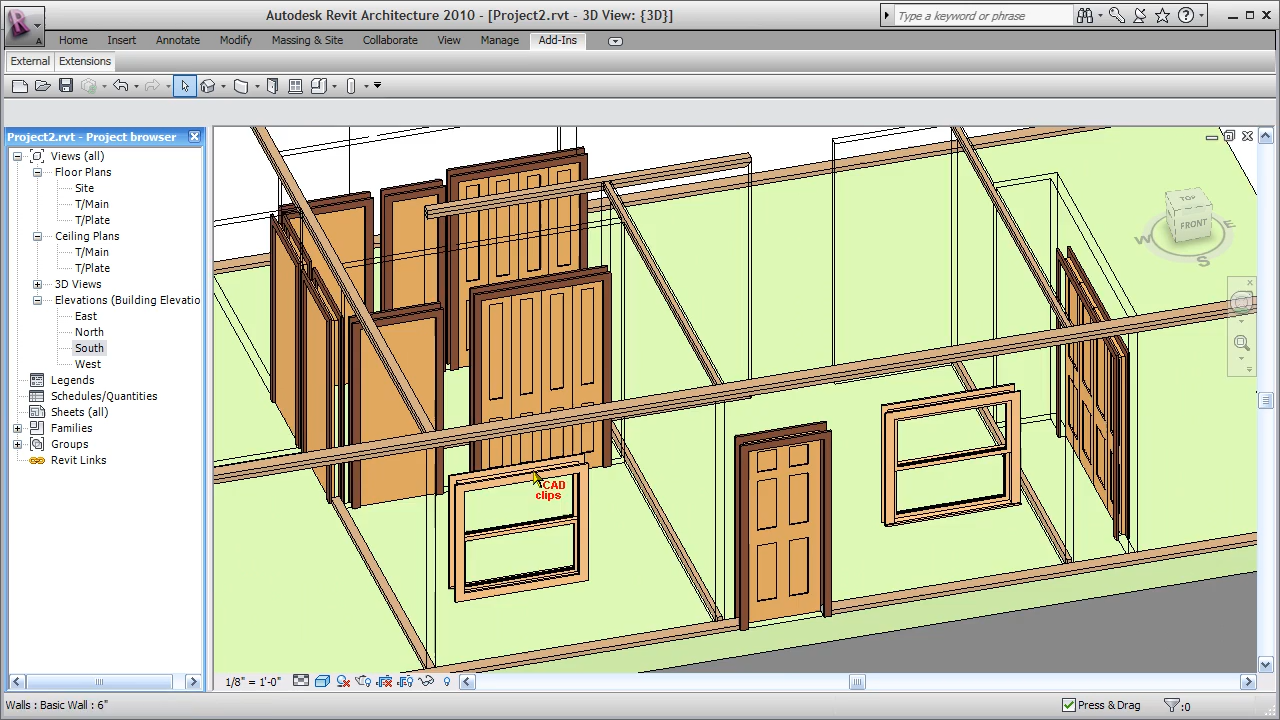 Autodesk Revit Architecture 2010 - [Project2.rvt - 3D View: {3D}]
Type a keyword or phrase
Home Insert Annotate Modify Massing & Site Collaborate View Manage Add-Ins
External Extensions
Project2.rvt - Project browser
Views (all)
Floor Plans
Site
T/Main
T/Plate
Ceiling Plans
T/Main
T/Plate
3D Views
Elevations (Building Elevatio
East
North
South
West
Legends
Schedules/Quantities
Sheets (all)
Families
Groups
Revit Links
TOP
FRONT
W
E
S
CAD
clips
1/8" = 1'-0"
Walls : Basic Wall : 6"
Press & Drag
:0